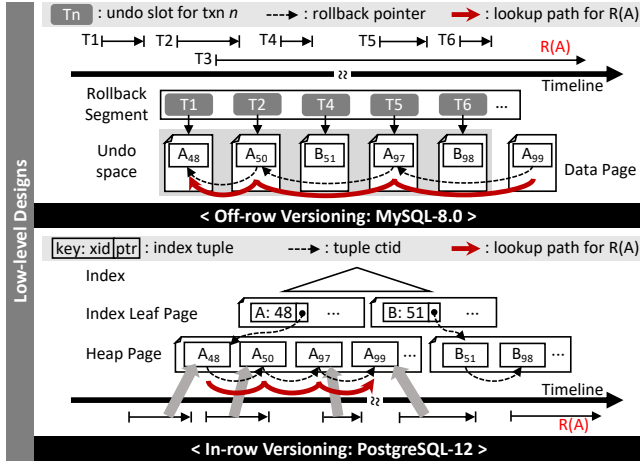 Low-level Designs
Tn : undo slot for txn n : rollback pointer : lookup path for R(A)
T1 T2 T4 T5 T6 R(A)
T3
Timeline
Rollback Segment T1 T2 T4 T5 T6 ...
Undo space A48 A50 B51 A97 B98 A99 Data Page
< Off-row Versioning: MySQL-8.0 >
key: xid ptr : index tuple : tuple ctid : lookup path for R(A)
Index
Index Leaf Page A: 48 ... B: 51 ...
Heap Page A48 A50 A97 A99 ... B51 B98 ...
Timeline
R(A)
< In-row Versioning: PostgreSQL-12 >